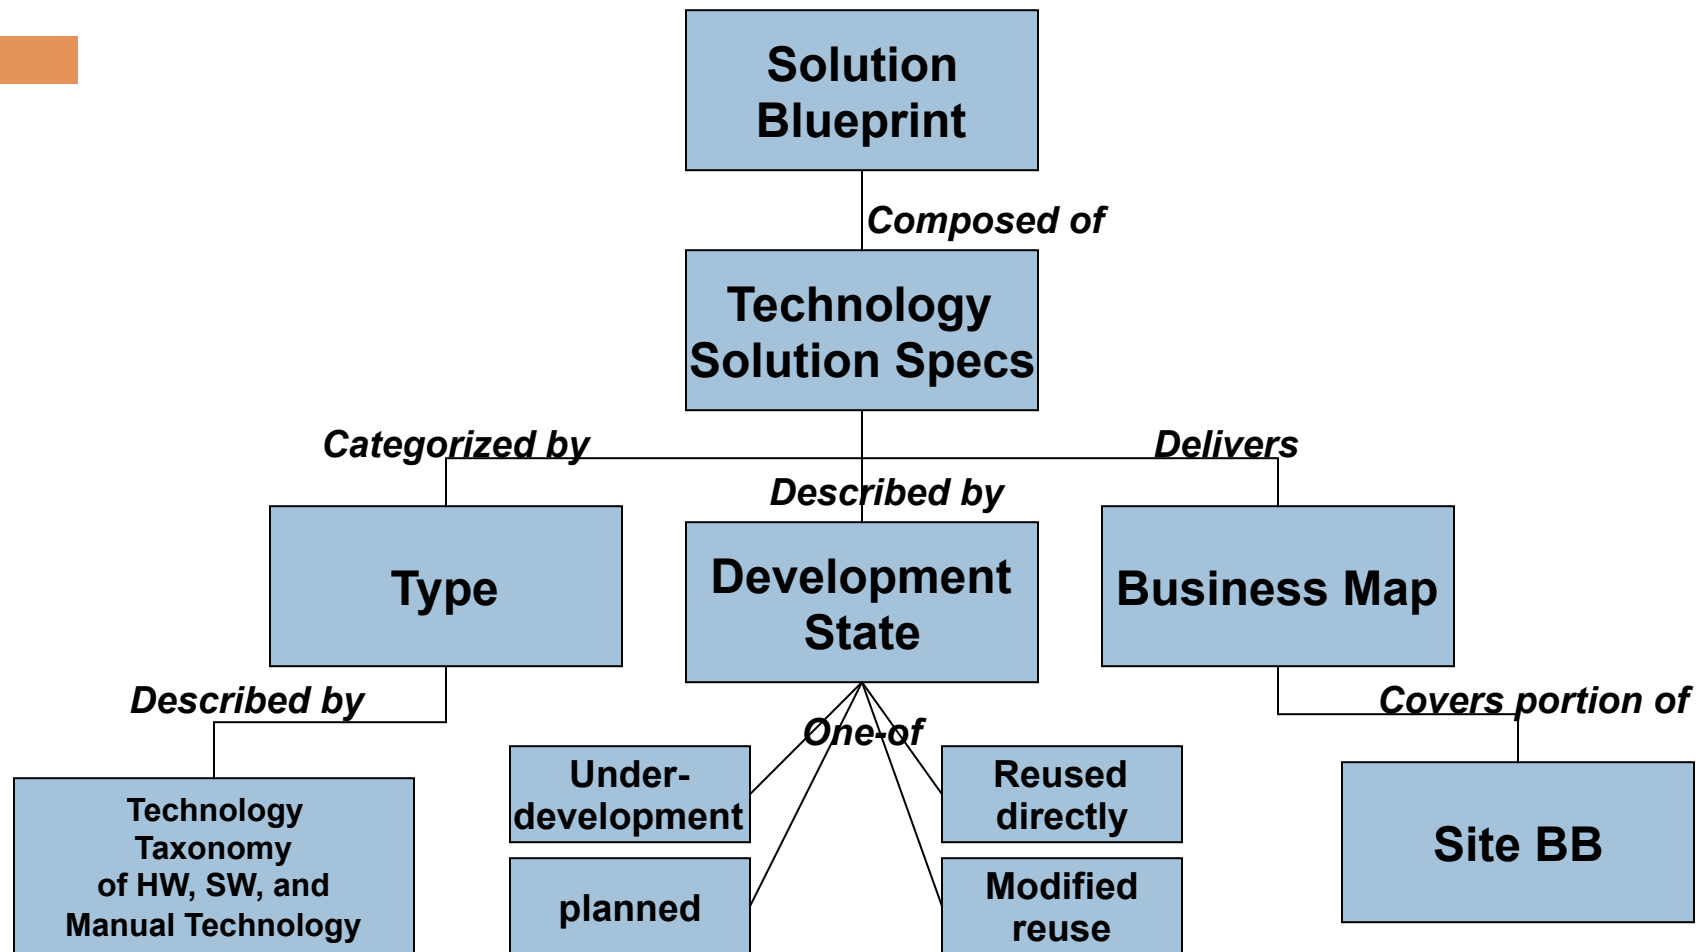 Solution
Blueprint
Composed of
Technology
Solution Specs
Categorized by
Delivers
Described by
Type
Development
State
Business Map
Described by
Covers portion of
One-of
Under-
development
Reused
directly
Technology
Taxonomy
of HW, SW, and
Manual Technology
Site BB
planned
Modified
reuse